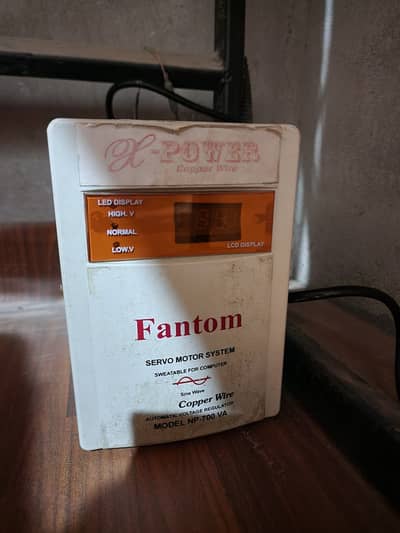 X-POWER
Copper Wire
LED DISPLAY
HIGH. V
NORMAL
LOW.V
LCD DISPLAY
Fantom
SERVO MOTOR SYSTEM
SWEATABLE FOR COMPUTER
Sine Wave
Copper Wire
AUTOMATIC VOLTAGE REGULATOR
MODEL NP-700 VA